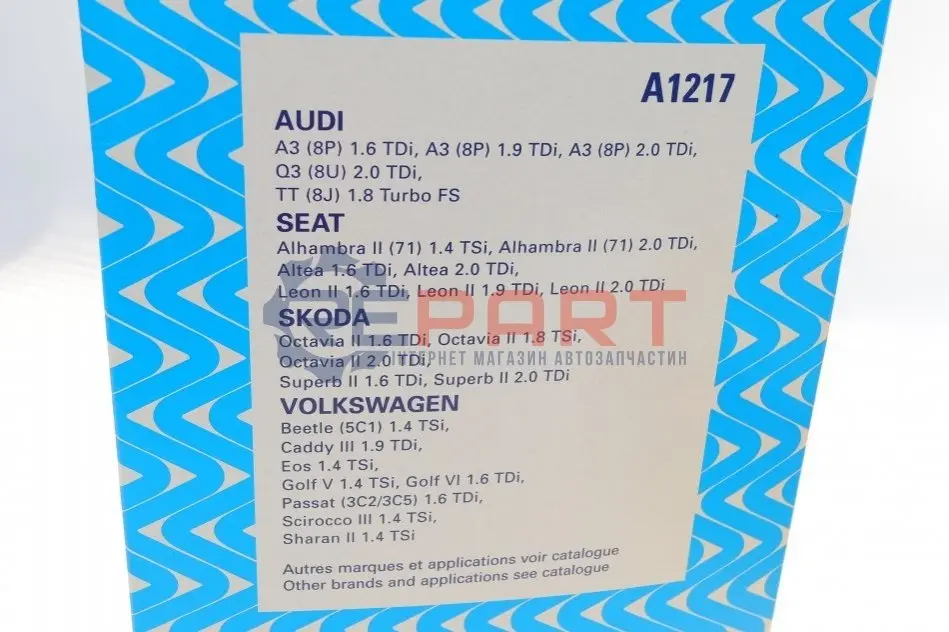 A1217
AUDI
A3 (8P) 1.6 TDi, A3 (8P) 1.9 TDi, A3 (8P) 2.0 TDi,
Q3 (8U) 2.0 TDi,
TT (8J) 1.8 Turbo FS
SEAT
Alhambra II (71) 1.4 TSi, Alhambra II (71) 2.0 TDi,
Altea 1.6 TDi, Altea 2.0 TDi,
Leon II 1.6 TDi, Leon II 1.9 TDi, Leon II 2.0 TDi
REPART
SKODA
Octavia II 1.6 TDi, Octavia II 1.8 TSi,
ІНТЕРНЕТ МАГАЗИН АВТОЗАПЧАСТИН
Octavia II 2.0 TDi,
Superb II 1.6 TDi, Superb II 2.0 TDi
VOLKSWAGEN
Beetle (5C1) 1.4 TSi,
Caddy III 1.9 TDi,
Eos 1.4 TSi,
Golf V 1.4 TSi, Golf VI 1.6 TDi,
Passat (3C2/3C5) 1.6 TDi,
Scirocco III 1.4 TSi,
Sharan II 1.4 TSi
Autres marques et applications voir catalogue
Other brands and applications see catalogue